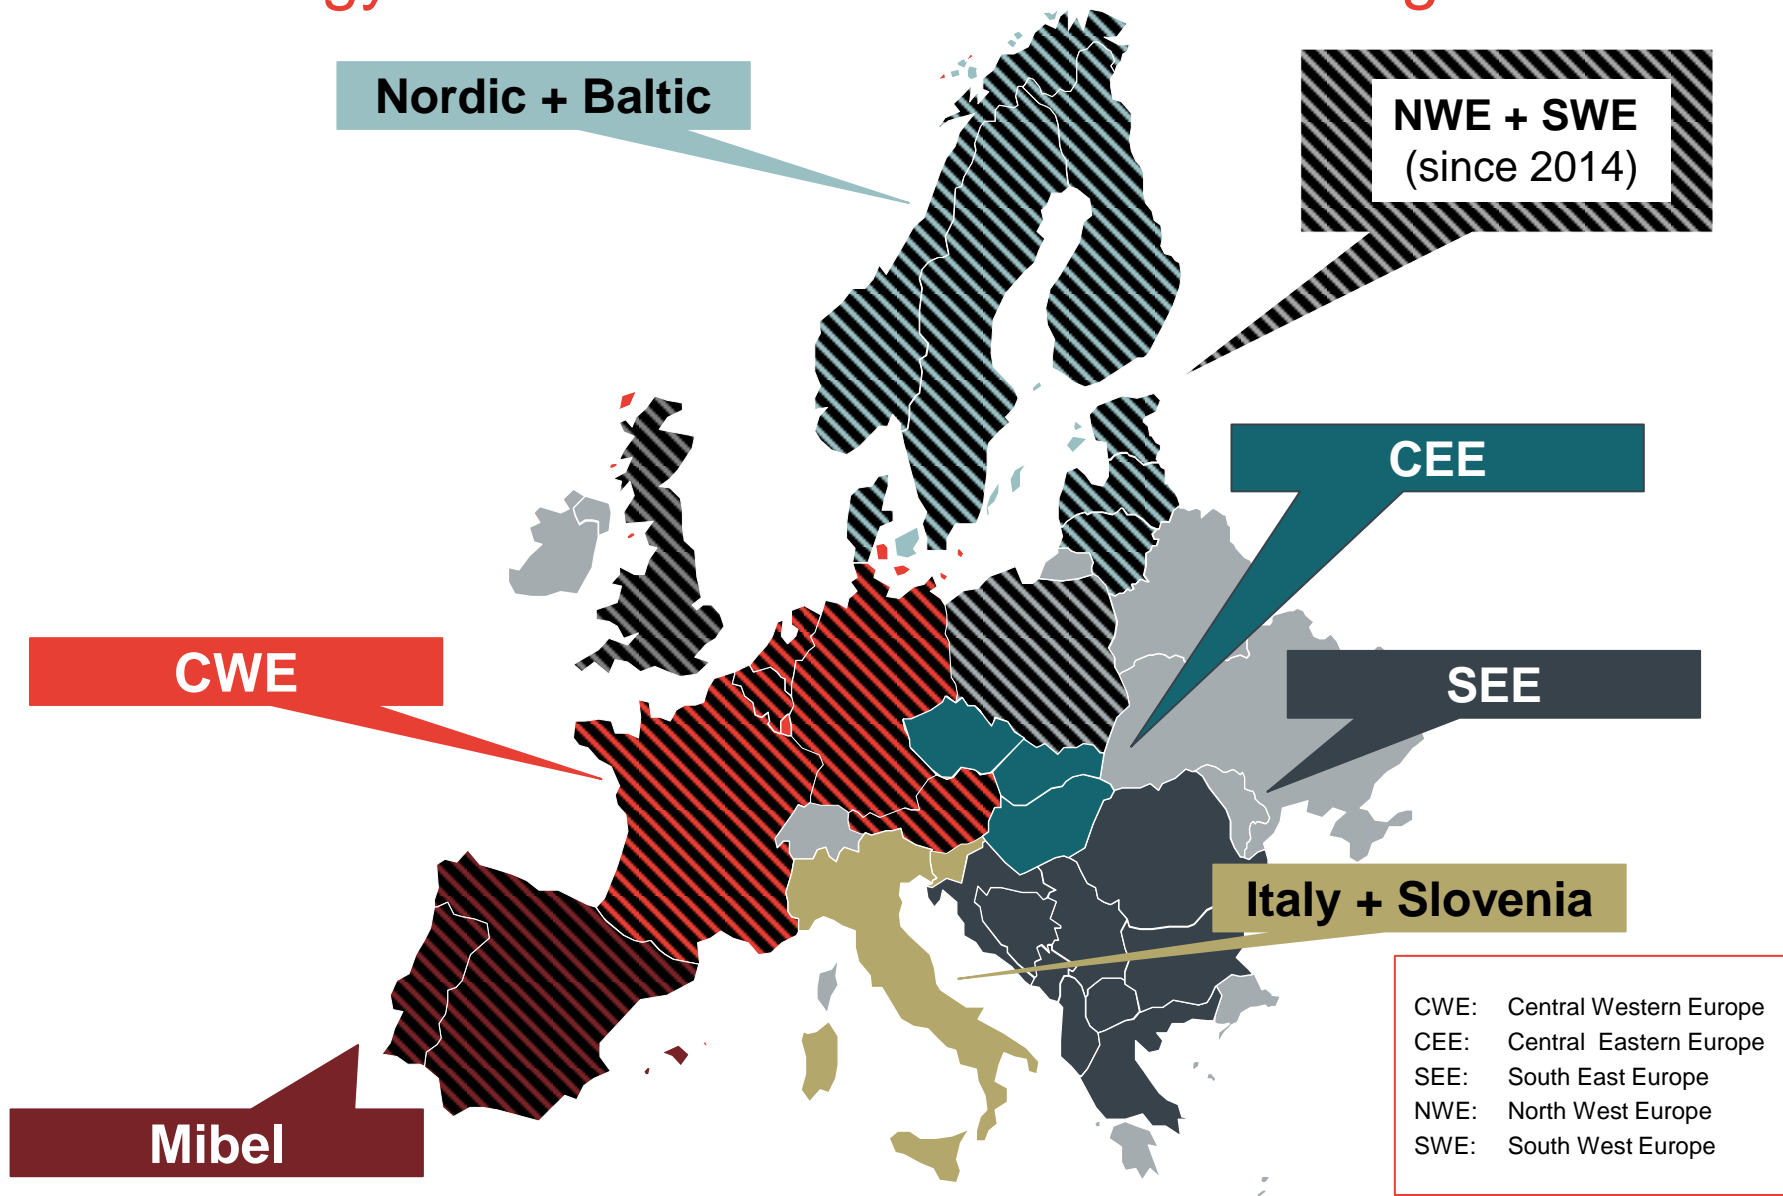 Nordic + Baltic
NWE + SWE
(since 2014)
CEE
CWE
SEE
Italy + Slovenia
Mibel
CWE: Central Western Europe
CEE: Central Eastern Europe
SEE: South East Europe
NWE: North West Europe
SWE: South West Europe